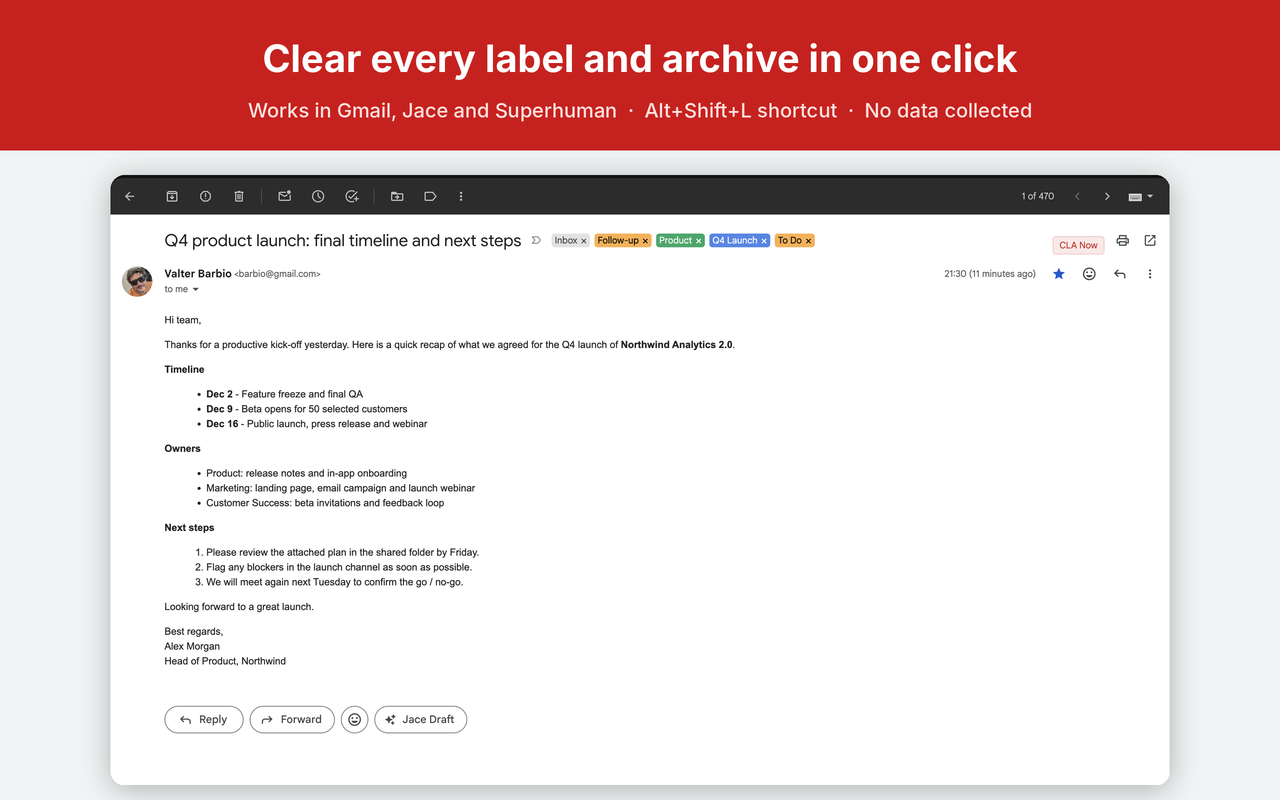 Clear every label and archive in one click
Works in Gmail, Jace and Superhuman · Alt+Shift+L shortcut · No data collected
1 of 470
Q4 product launch: final timeline and next steps Inbox × Follow-up × Product × Q4 Launch × To Do ×
CLA Now
Valter Barbio <barbio@gmail.com> 21:30 (11 minutes ago)
to me
Hi team,
Thanks for a productive kick-off yesterday. Here is a quick recap of what we agreed for the Q4 launch of Northwind Analytics 2.0.
Timeline
• Dec 2 - Feature freeze and final QA
• Dec 9 - Beta opens for 50 selected customers
• Dec 16 - Public launch, press release and webinar
Owners
• Product: release notes and in-app onboarding
• Marketing: landing page, email campaign and launch webinar
• Customer Success: beta invitations and feedback loop
Next steps
1. Please review the attached plan in the shared folder by Friday.
2. Flag any blockers in the launch channel as soon as possible.
3. We will meet again next Tuesday to confirm the go / no-go.
Looking forward to a great launch.
Best regards,
Alex Morgan
Head of Product, Northwind
Reply Forward Jace Draft